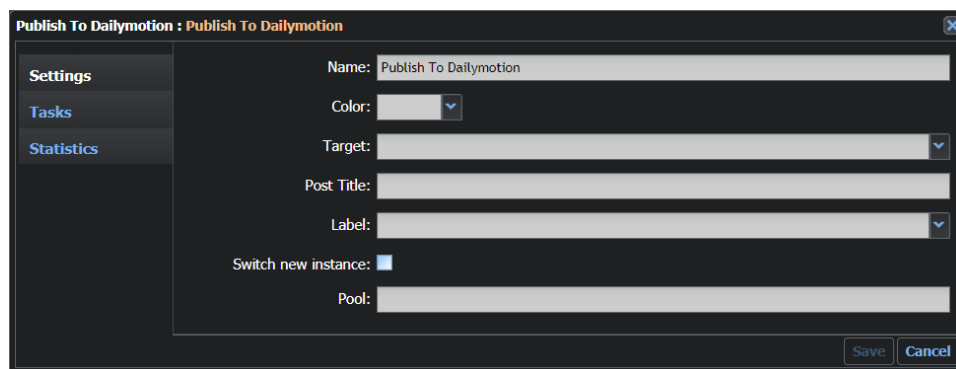 Publish To Dailymotion : Publish To Dailymotion
Settings
Tasks
Statistics
Name: Publish To Dailymotion
Color:
Target:
Post Title:
Label:
Switch new instance:
Pool:
Save Cancel